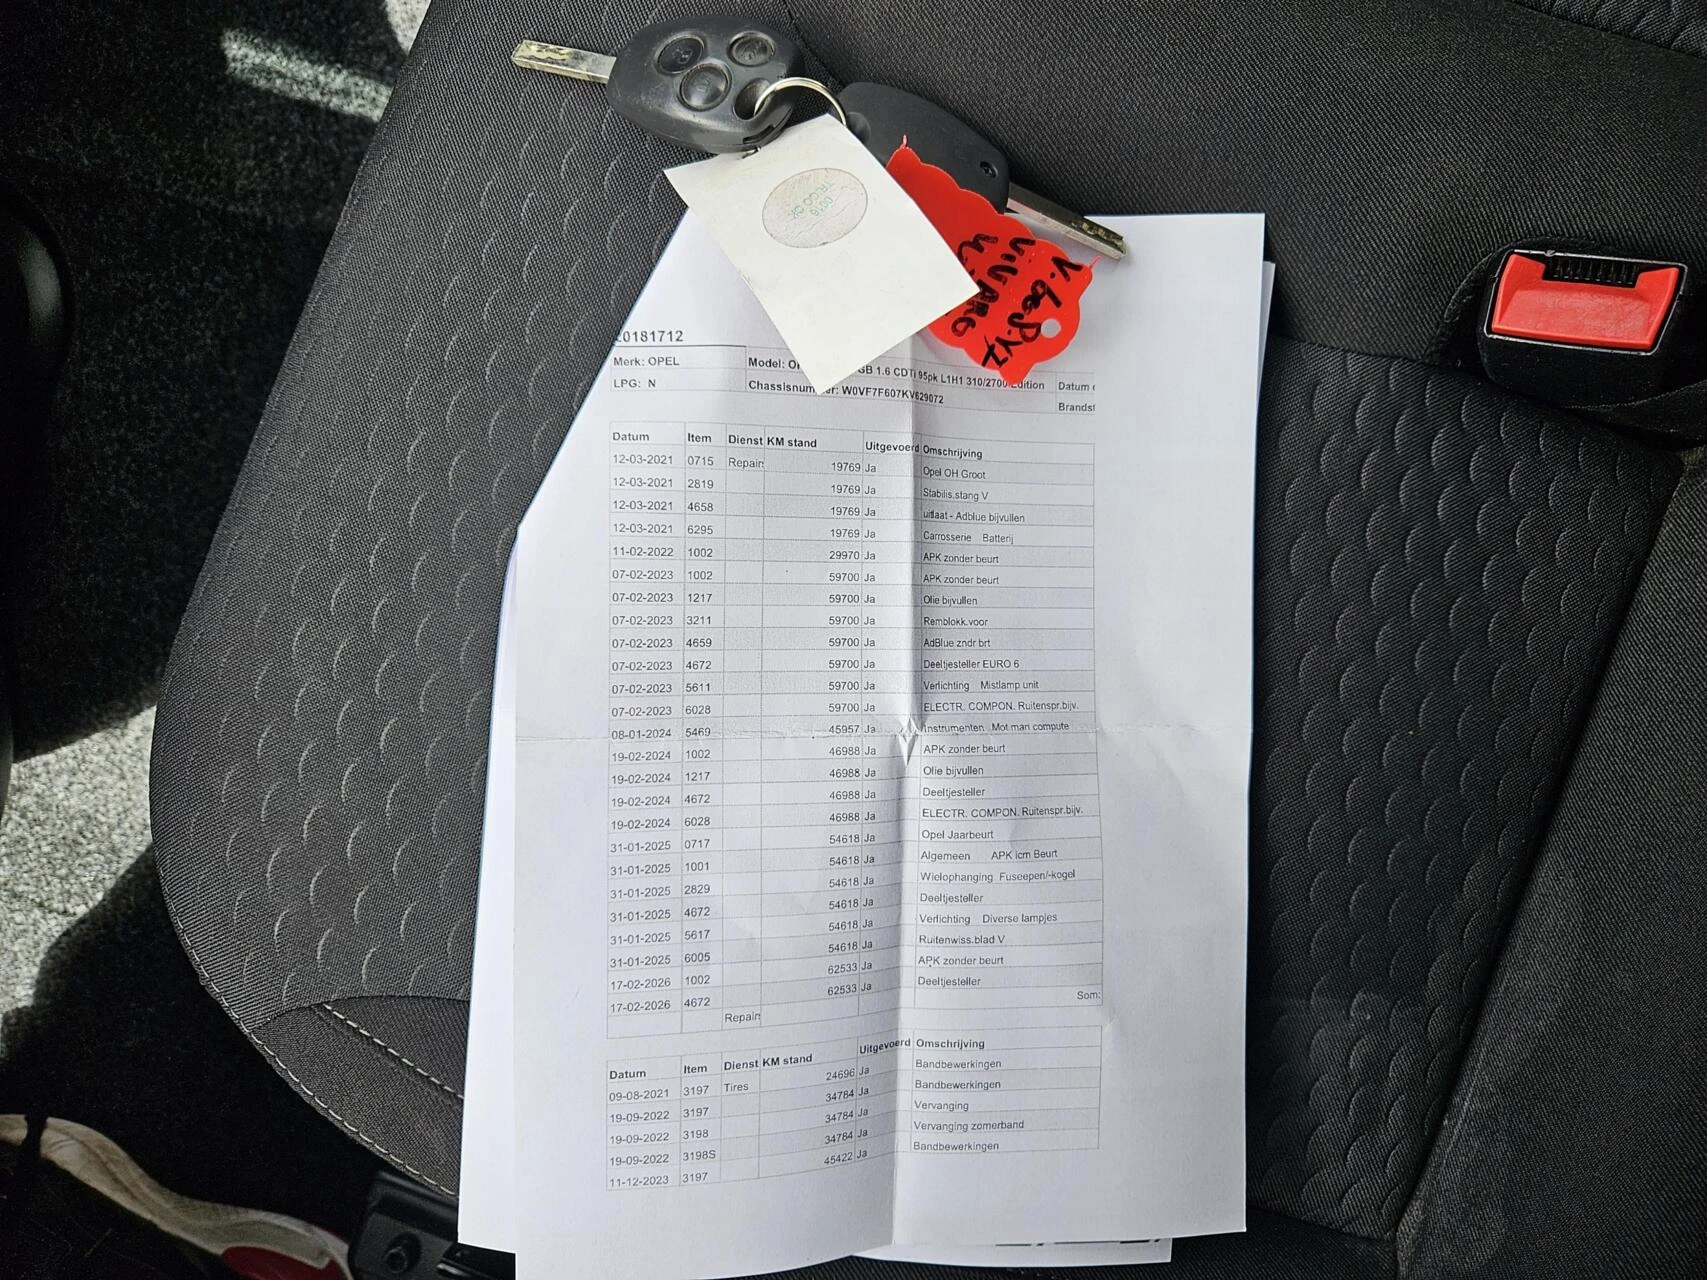 0016
TRUCO OK
V.608.YZ
VIVARO
20181712
Merk: OPEL Model: GB 1.6 CDTi 95pk L1H1 310/2700 Edition Datum
LPG: N Chassisnummer: W0VF7F607KV629072 Brandst
Datum Item Dienst KM stand Uitgevoerd Omschrijving
12-03-2021 0715 Repair 19769 Ja Opel OH Groot
12-03-2021 2819 19769 Ja Stabilis.stang V
12-03-2021 4658 19769 Ja uitlaat - Adblue bijvullen
12-03-2021 6295 19769 Ja Carrosserie Batterij
11-02-2022 1002 29970 Ja APK zonder beurt
07-02-2023 1002 59700 Ja APK zonder beurt
07-02-2023 1217 59700 Ja Olie bijvullen
07-02-2023 3211 59700 Ja Remblokk.voor
07-02-2023 4659 59700 Ja AdBlue zndr brt
07-02-2023 4672 59700 Ja Deeltjesteller EURO 6
07-02-2023 5611 59700 Ja Verlichting Mistlamp unit
07-02-2023 6028 59700 Ja ELECTR. COMPON. Ruitenspr.bijv.
08-01-2024 5469 45957 Ja Instrumenten Mot.man compute
19-02-2024 1002 46988 Ja APK zonder beurt
19-02-2024 1217 46988 Ja Olie bijvullen
19-02-2024 4672 46988 Ja Deeltjesteller
19-02-2024 6028 46988 Ja ELECTR. COMPON. Ruitenspr.bijv.
31-01-2025 0717 54618 Ja Opel Jaarbeurt
31-01-2025 1001 54618 Ja Algemeen APK icm Beurt
31-01-2025 2829 54618 Ja Wielophanging Fuseepen/-kogel
31-01-2025 4672 54618 Ja Deeltjesteller
31-01-2025 5617 54618 Ja Verlichting Diverse lampjes
31-01-2025 6005 54618 Ja Ruitenwiss.blad V
17-02-2026 1002 62533 Ja APK zonder beurt
17-02-2026 4672 62533 Ja Deeltjesteller
Repair Som:
Datum Item Dienst KM stand Uitgevoerd Omschrijving
09-08-2021 3197 Tires 24696 Ja Bandbewerkingen
19-09-2022 3197 34784 Ja Bandbewerkingen
19-09-2022 3198 34784 Ja Vervanging
19-09-2022 3198S 34784 Ja Vervanging zomerband
11-12-2023 3197 45422 Ja Bandbewerkingen